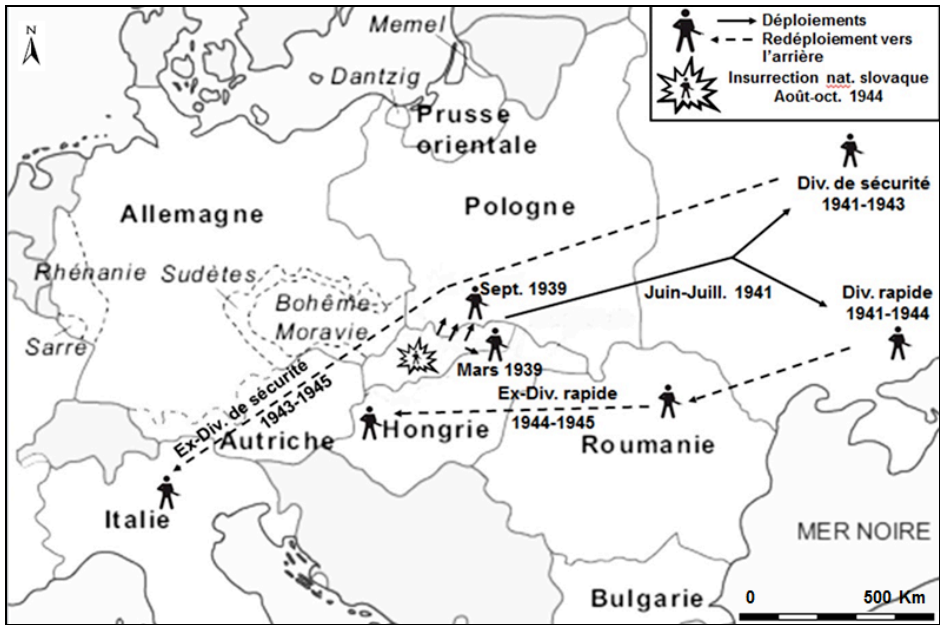 N
Memel
Dantzig
Prusse
orientale
Déploiements
Redéploiement vers
l'arrière
Insurrection nat. slovaque
Août-oct. 1944
Allemagne
Pologne
Div. de sécurité
1941-1943
Rhénanie
Sudètes
Bohême-
Moravie
Sarre
Sept. 1939
Juin-Juill. 1941
Div. rapide
1941-1944
Mars 1939
Ex-Div. de sécurité
1943-1945
Ex-Div. rapide
1944-1945
Autriche
Hongrie
Roumanie
Italie
MER NOIRE
Bulgarie
0
500 Km